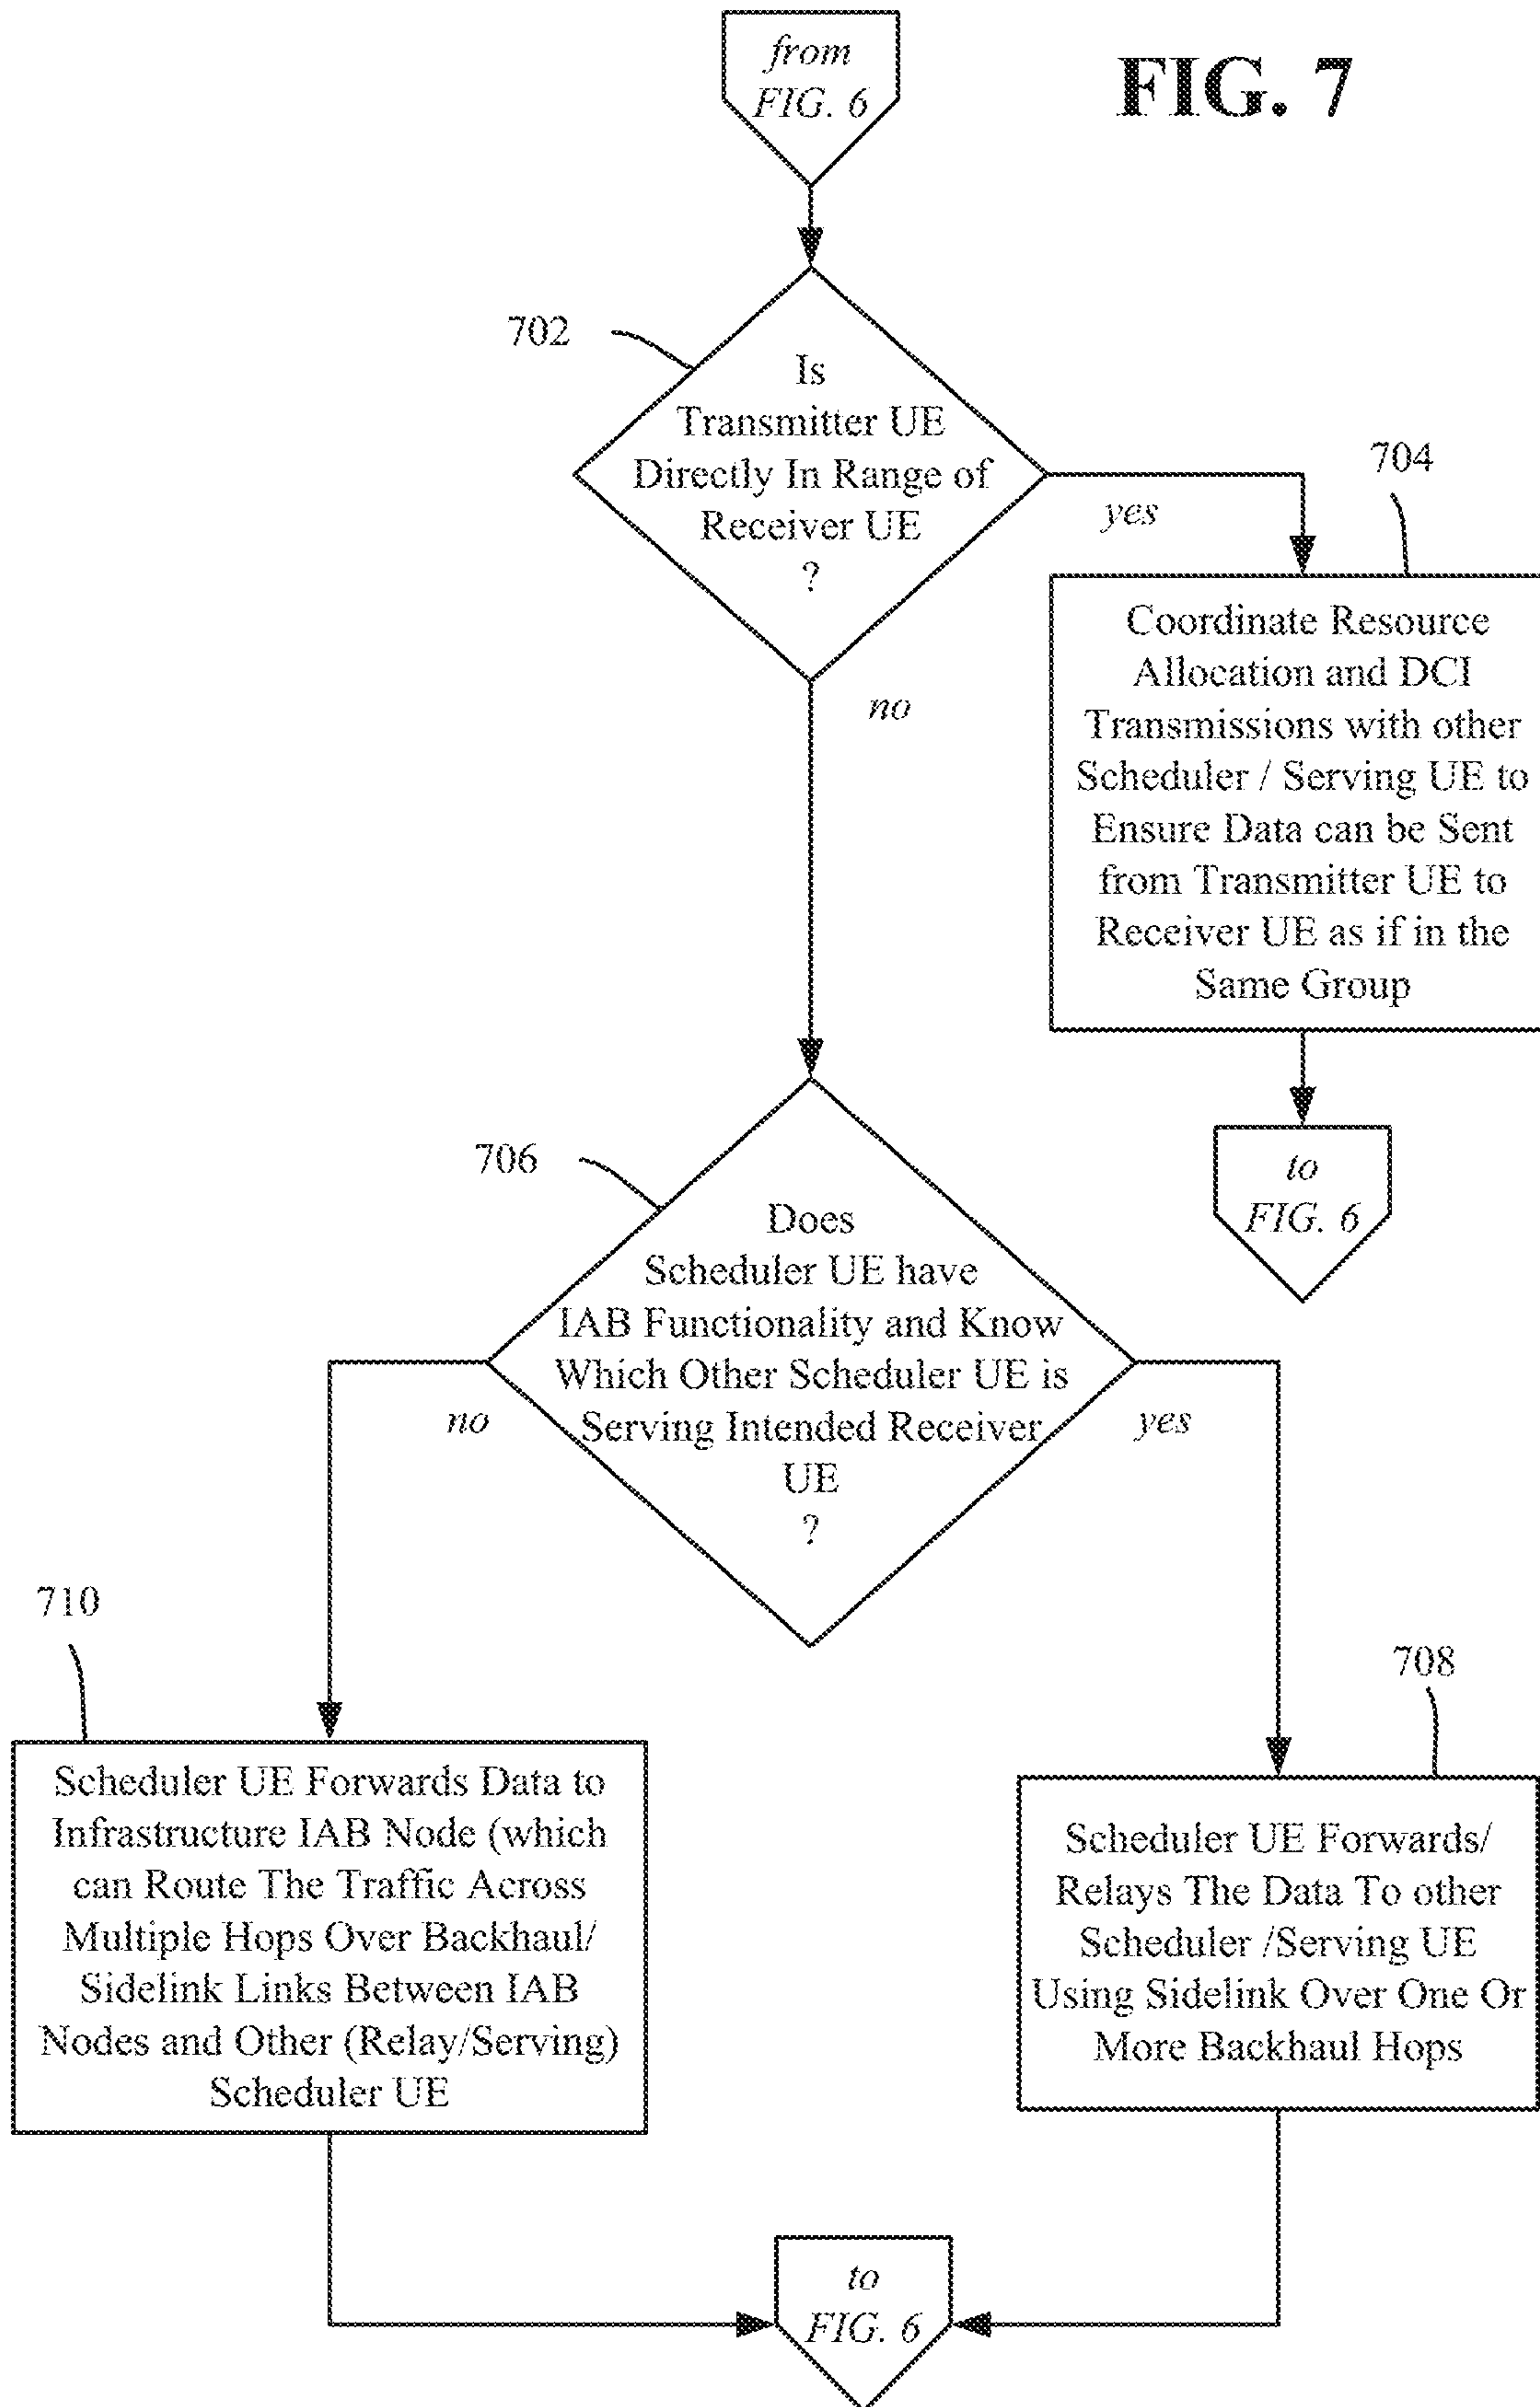 from
FIG. 6
FIG. 7
702
Is
Transmitter UE
Directly In Range of
Receiver UE
?
yes
no
704
Coordinate Resource
Allocation and DCI
Transmissions with other
Scheduler / Serving UE to
Ensure Data can be Sent
from Transmitter UE to
Receiver UE as if in the
Same Group
to
FIG. 6
706
Does
Scheduler UE have
IAB Functionality and Know
Which Other Scheduler UE is
Serving Intended Receiver
UE
?
no
yes
710
Scheduler UE Forwards Data to
Infrastructure IAB Node (which
can Route The Traffic Across
Multiple Hops Over Backhaul/
Sidelink Links Between IAB
Nodes and Other (Relay/Serving)
Scheduler UE
708
Scheduler UE Forwards/
Relays The Data To other
Scheduler /Serving UE
Using Sidelink Over One Or
More Backhaul Hops
to
FIG. 6